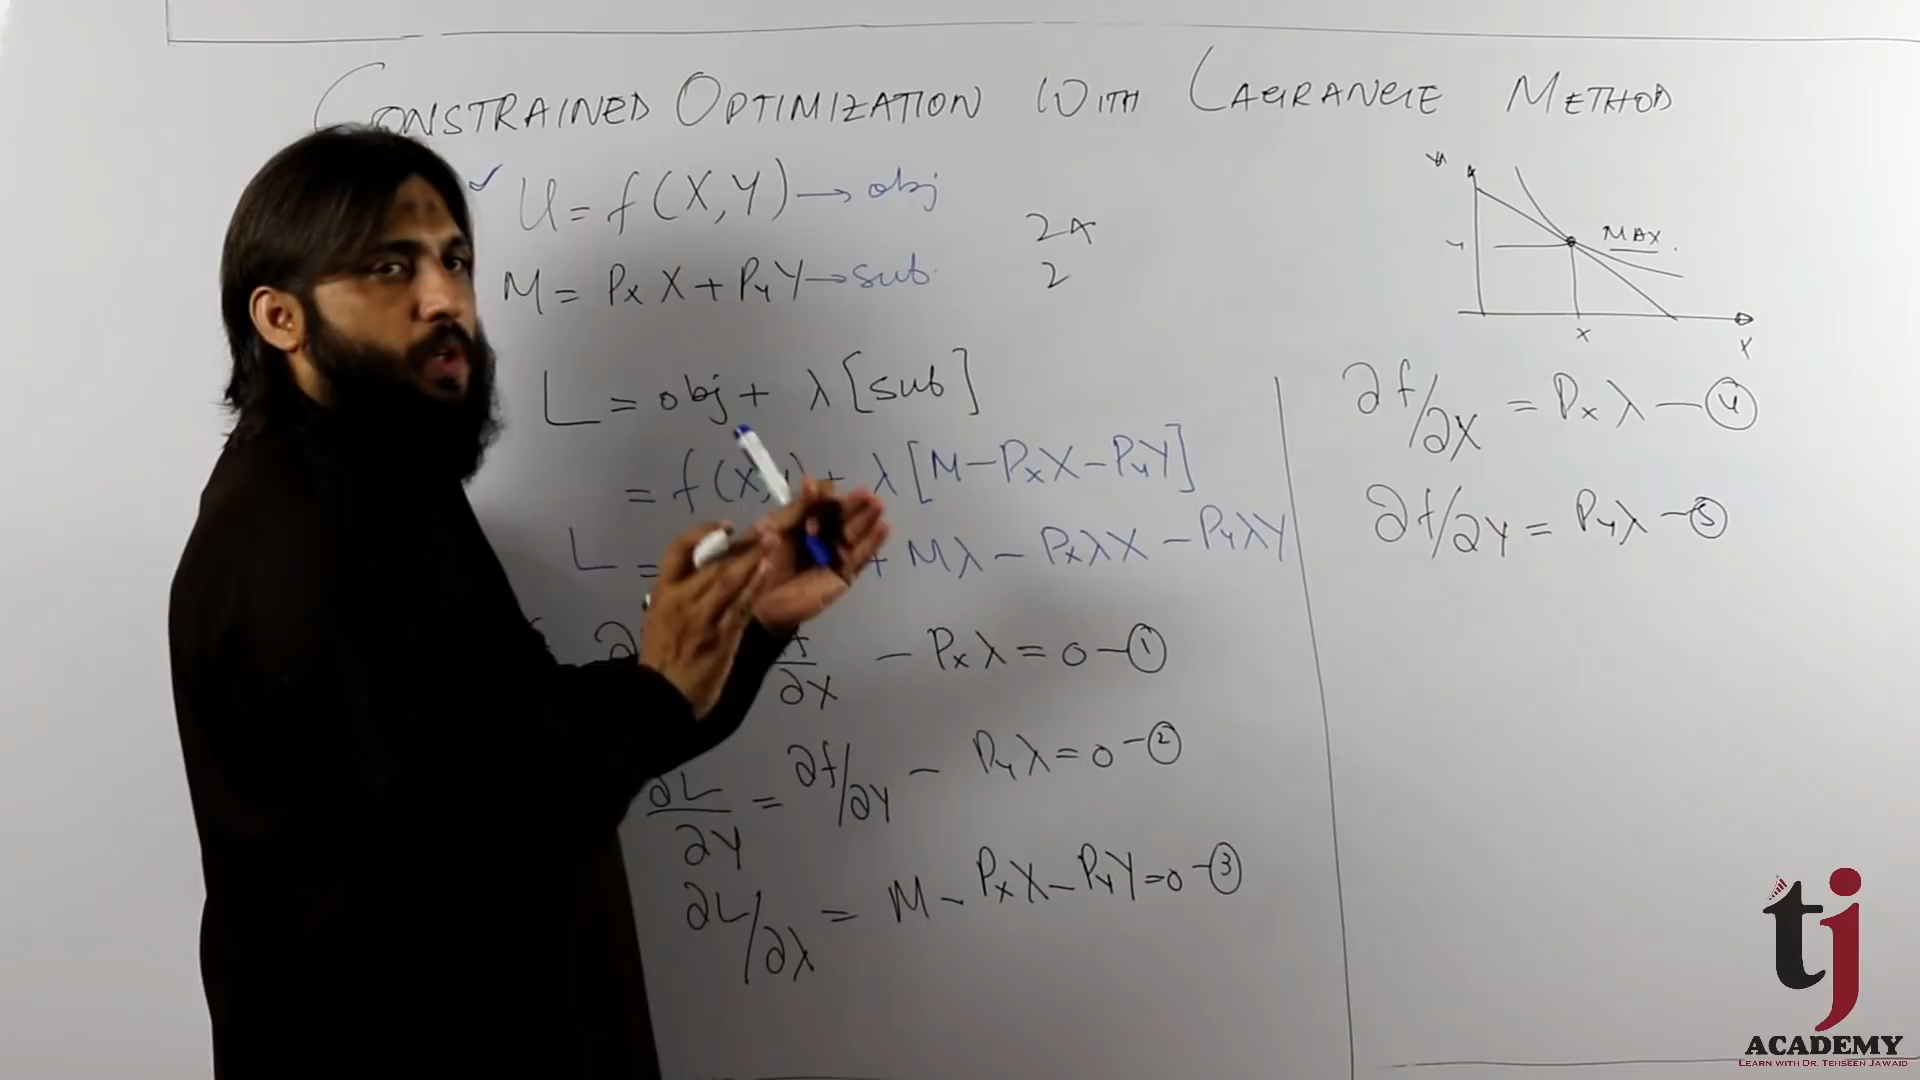 CONSTRAINED OPTIMIZATION WITH LAGRANGE METHOD
✓ U = f(X,Y) → obj
M = PxX + PyY → sub
2x
2
L = obj + λ[sub]
= f(X, + λ[M - PxX - PyY]
L = + Mλ - PxλX - PyλY
∂ ∂X - Pxλ = 0 - ①
∂L/∂Y = ∂f/∂Y - Pyλ = 0 - ②
∂L/∂λ = M - PxX - PyY = 0 - ③
Y
MAX.
Y
X
X
∂f/∂X = Pxλ - ④
∂f/∂Y = Pyλ - ⑤
tj
ACADEMY
LEARN WITH DR. TEHSEEN JAWAID